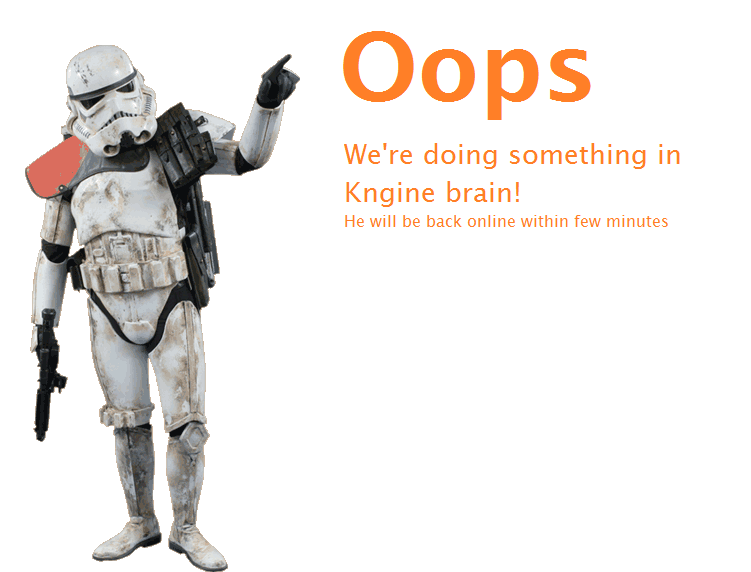 Oops
We're doing something in
Kngine brain!
He will be back online within few minutes